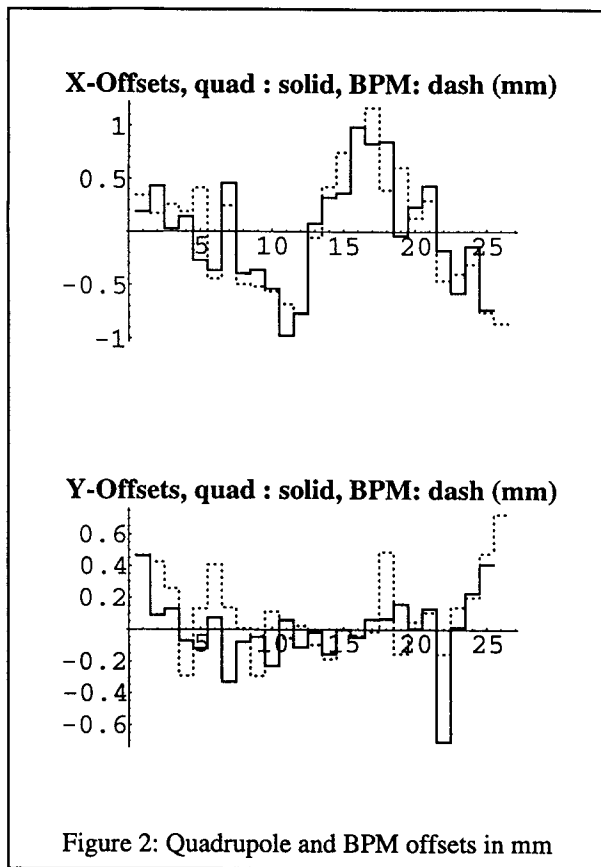 X-Offsets, quad : solid, BPM: dash (mm)
1
0.5
5 10 15 20 25
-0.5
-1
Y-Offsets, quad : solid, BPM: dash (mm)
0.6
0.4
0.2
5 10 15 20 25
-0.2
-0.4
-0.6
Figure 2: Quadrupole and BPM offsets in mm